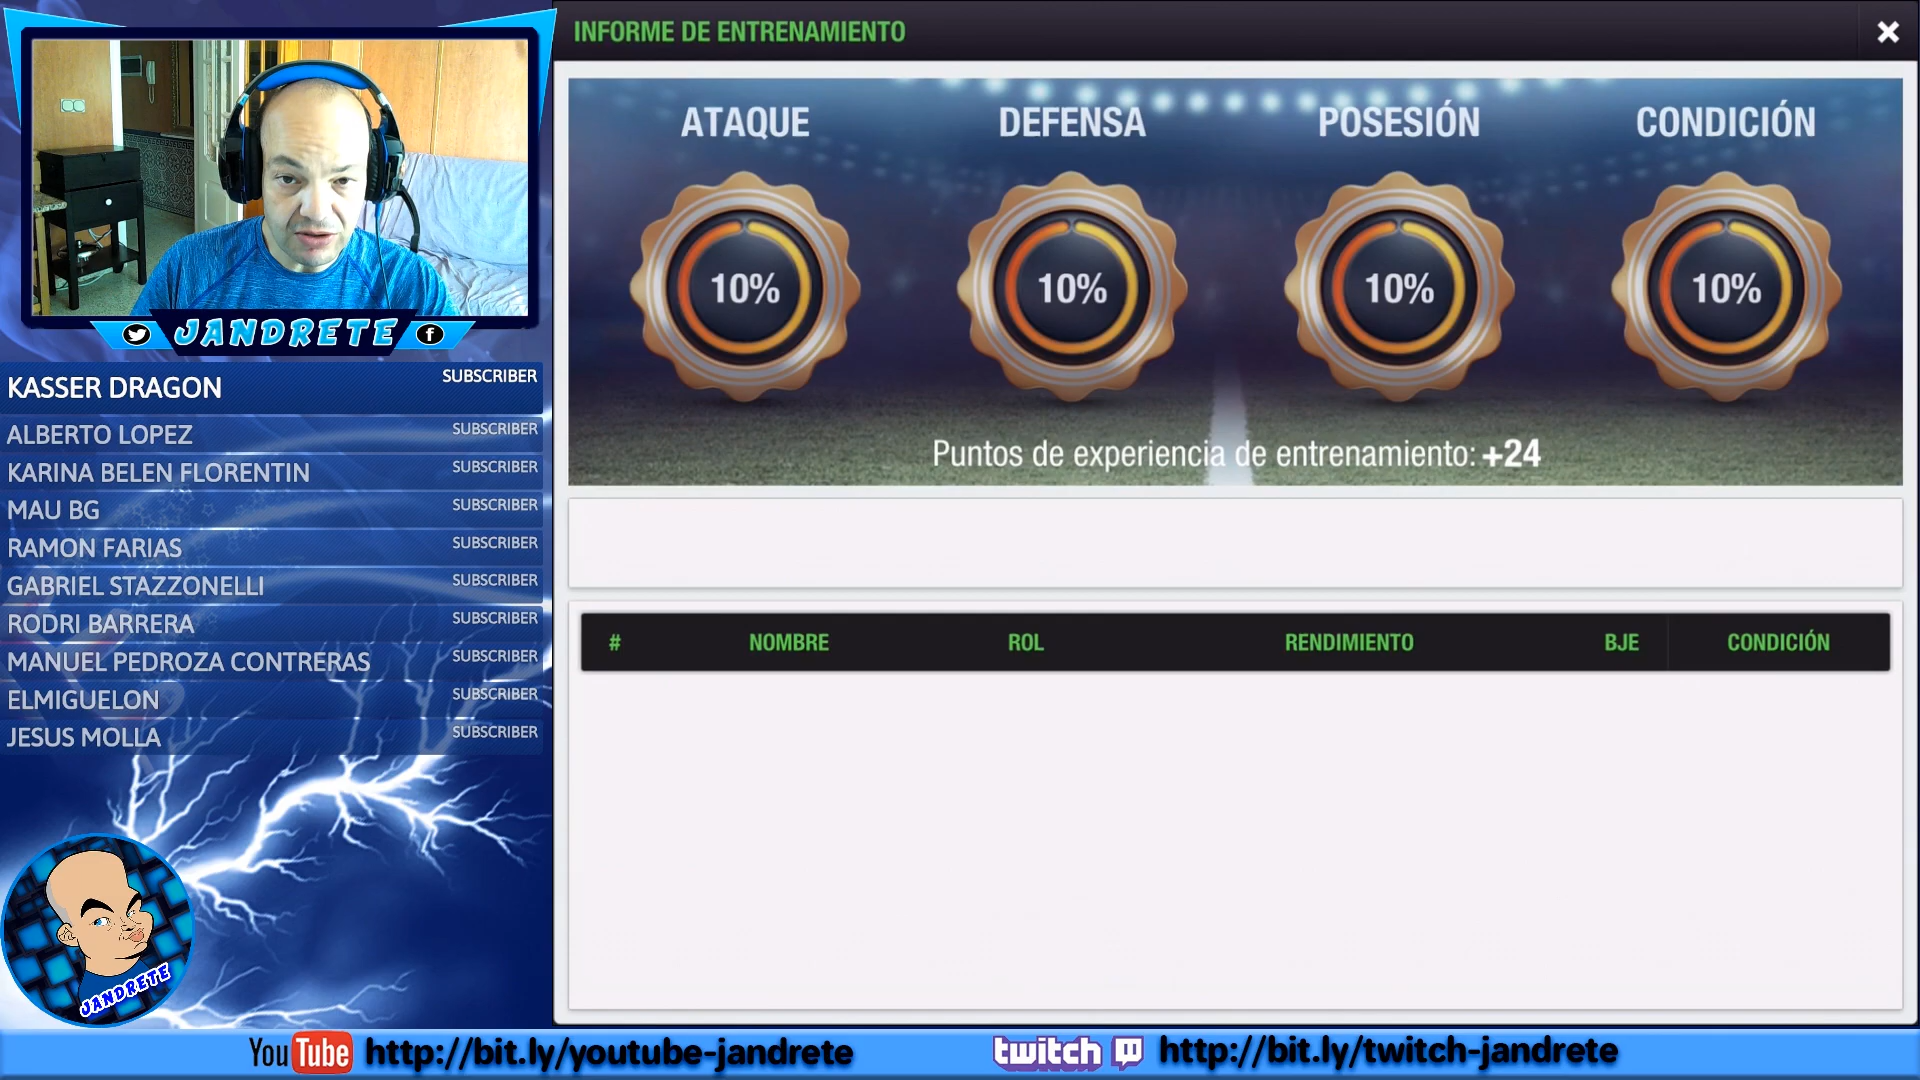 JANDRETE
KASSER DRAGON SUBSCRIBER
ALBERTO LOPEZ SUBSCRIBER
KARINA BELEN FLORENTIN SUBSCRIBER
MAU BG SUBSCRIBER
RAMON FARIAS SUBSCRIBER
GABRIEL STAZZONELLI SUBSCRIBER
RODRI BARRERA SUBSCRIBER
MANUEL PEDROZA CONTRERAS SUBSCRIBER
ELMIGUELON SUBSCRIBER
JESUS MOLLA SUBSCRIBER
JANDRETE
INFORME DE ENTRENAMIENTO
ATAQUE DEFENSA POSESIÓN CONDICIÓN
10% 10% 10% 10%
Puntos de experiencia de entrenamiento: +24
# NOMBRE ROL RENDIMIENTO BJE CONDICIÓN
YouTube http://bit.ly/youtube-jandrete twitch http://bit.ly/twitch-jandrete